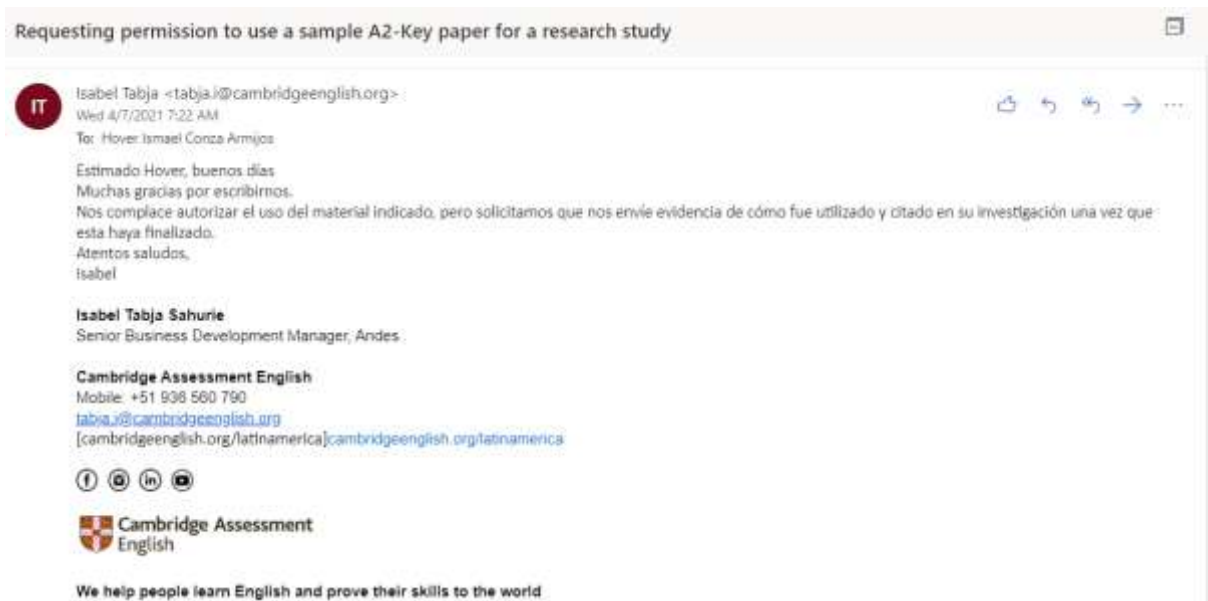 Requesting permission to use a sample A2-Key paper for a research study
IT
Isabel Tabja <tabja.i@cambridgeenglish.org>
Wed 4/7/2021 7:22 AM
To: Hover Ismael Conza Armijos
Estimado Hover, buenos días
Muchas gracias por escribirnos.
Nos complace autorizar el uso del material indicado, pero solicitamos que nos envíe evidencia de cómo fue utilizado y citado en su investigación una vez que
esta haya finalizado.
Atentos saludos,
Isabel
Isabel Tabja Sahurie
Senior Business Development Manager, Andes
Cambridge Assessment English
Mobile: +51 936 560 790
tabja.i@cambridgeenglish.org
[cambridgeenglish.org/latinamerica]cambridgeenglish.org/latinamerica
Cambridge Assessment
English
We help people learn English and prove their skills to the world